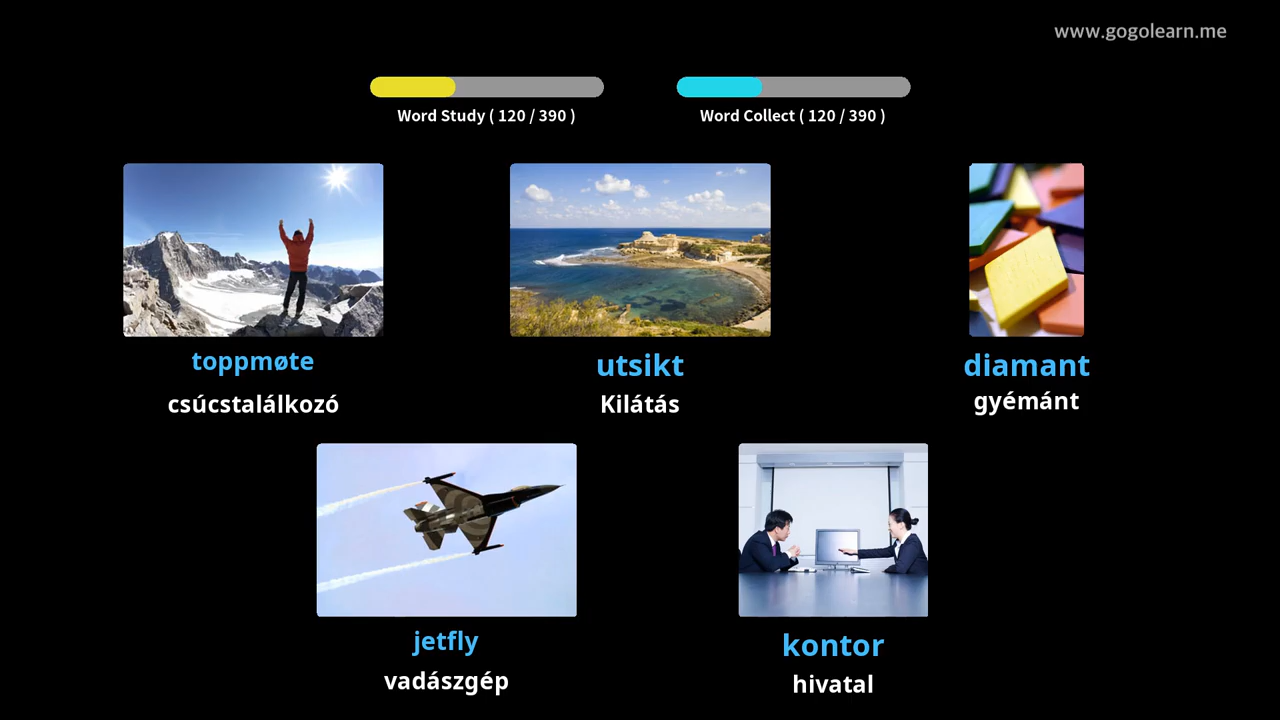 www.gogolearn.me
Word Study ( 120 / 390 )
Word Collect ( 120 / 390 )
toppmøte
csúcstalálkozó
utsikt
Kilátás
diamant
gyémánt
jetfly
vadászgép
kontor
hivatal